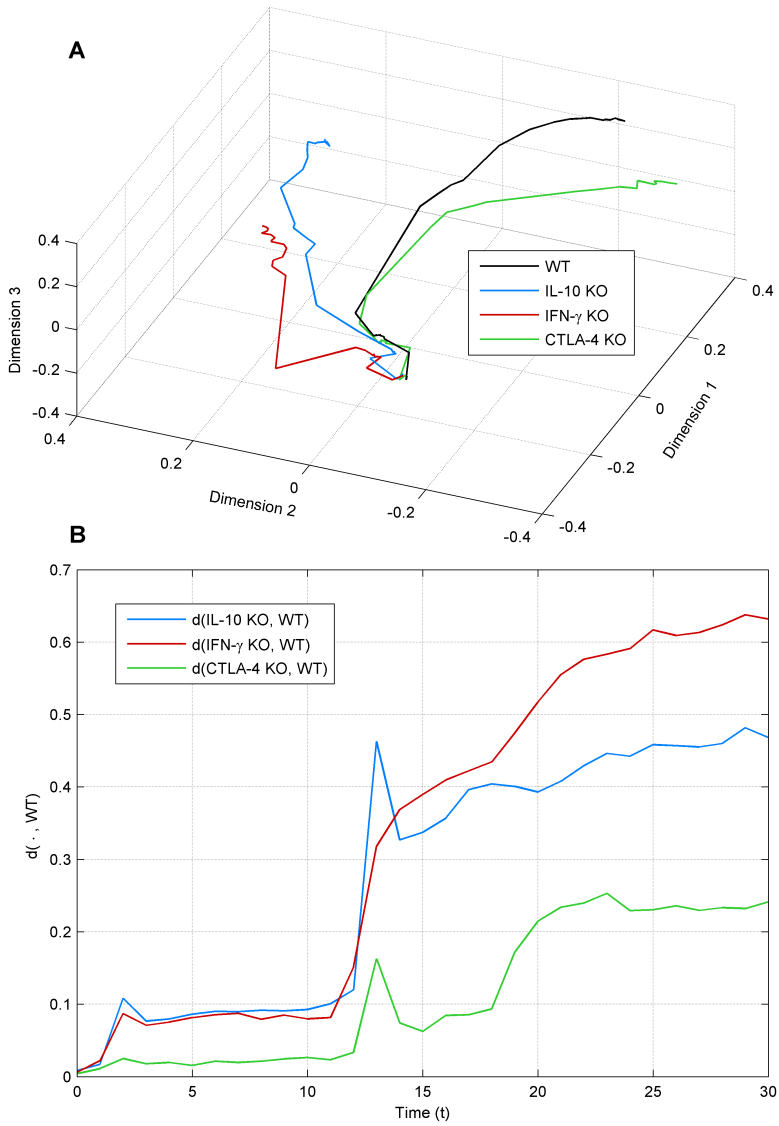 A
0.4
0.2
0
-0.2
-0.4
Dimension 3
0.4
0.2
0
-0.2
-0.4
Dimension 2
-0.4
-0.2
0
0.2
0.4
Dimension 1
WT
IL-10 KO
IFN-γ KO
CTLA-4 KO
B
0.7
0.6
0.5
0.4
0.3
0.2
0.1
0
d( · , WT)
d(IL-10 KO, WT)
d(IFN-γ KO, WT)
d(CTLA-4 KO, WT)
0 5 10 15 20 25 30
Time (t)